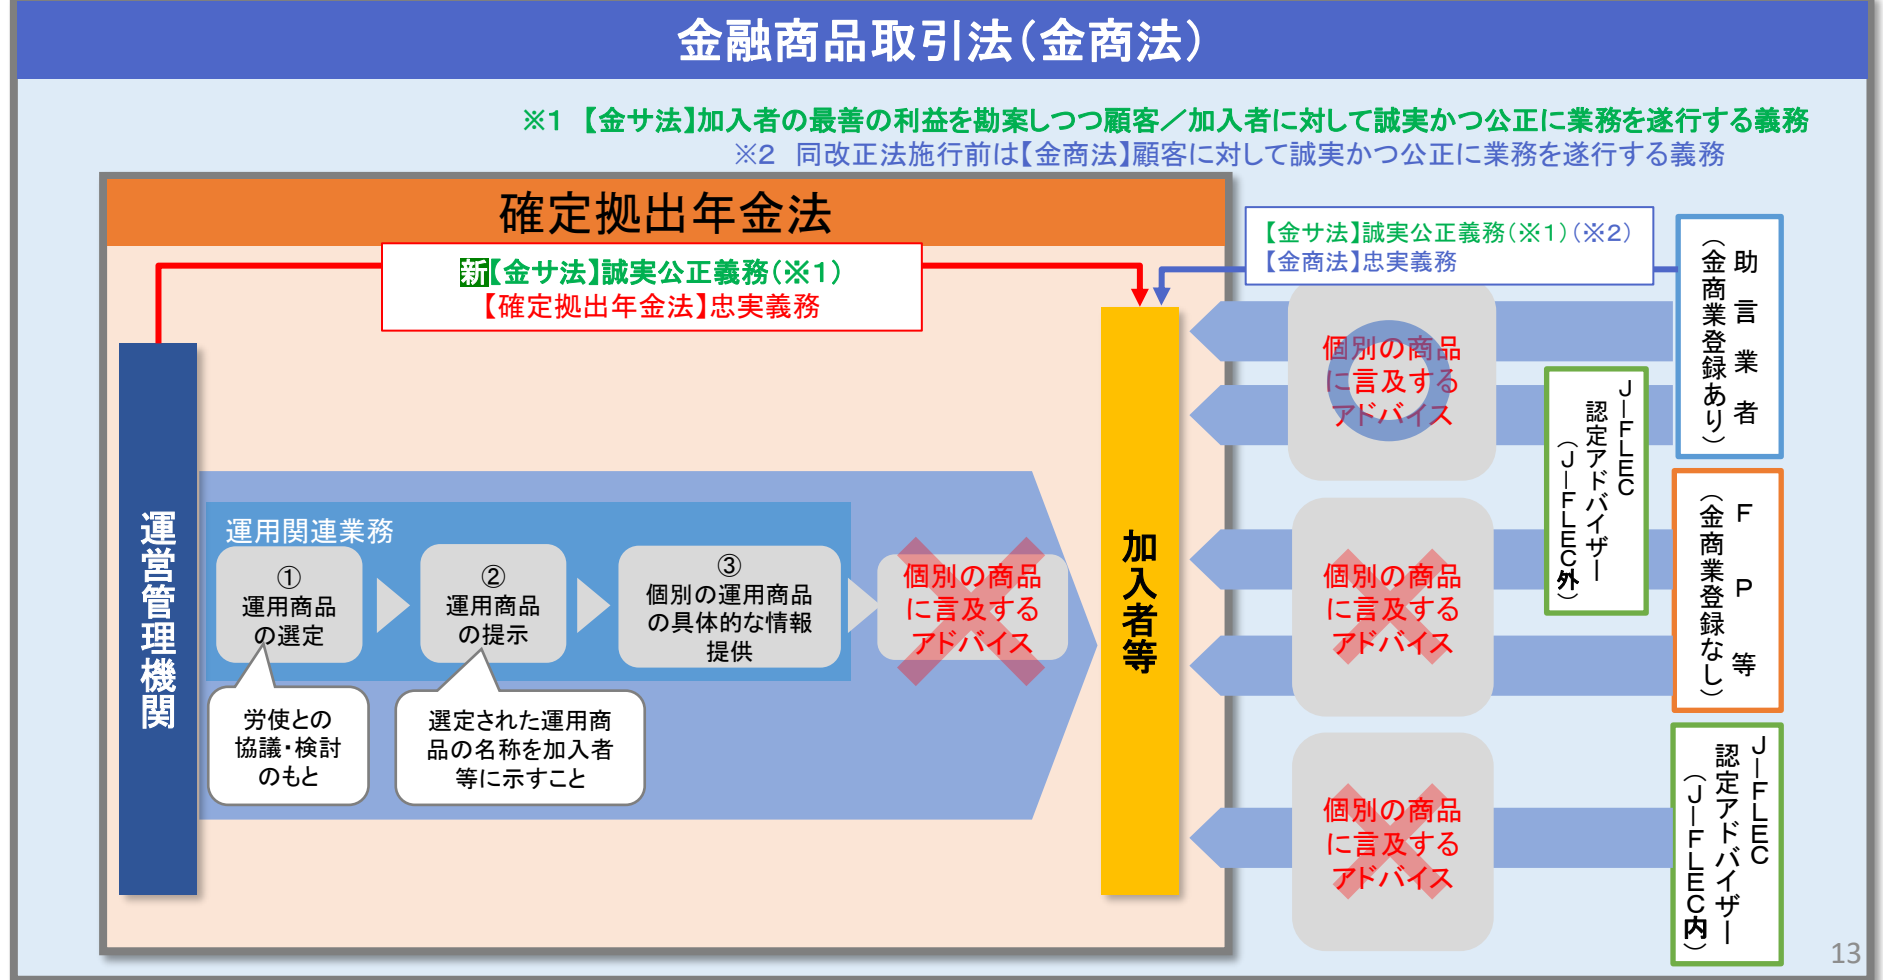 金融商品取引法（金商法）
※1 【金サ法】加入者の最善の利益を勘案しつつ顧客／加入者に対して誠実かつ公正に業務を遂行する義務
※2 同改正法施行前は【金商法】顧客に対して誠実かつ公正に業務を遂行する義務
確定拠出年金法
新【金サ法】誠実公正義務（※1）
【確定拠出年金法】忠実義務
【金サ法】誠実公正義務（※1）（※2）
【金商法】忠実義務
運営管理機関
運用関連業務
①
運用商品
の選定
②
運用商品
の提示
③
個別の運用商品
の具体的な情報
提供
個別の商品
に言及する
アドバイス
労使との
協議・検討
のもと
選定された運用商
品の名称を加入者
等に示すこと
加入者等
個別の商品
に言及する
アドバイス
個別の商品
に言及する
アドバイス
個別の商品
に言及する
アドバイス
助言業者
（金商業登録あり）
J－FLEC
認定アドバイザー
（J－FLEC外）
FP等
（金商業登録なし）
J－FLEC
認定アドバイザー
（J－FLEC内）
13